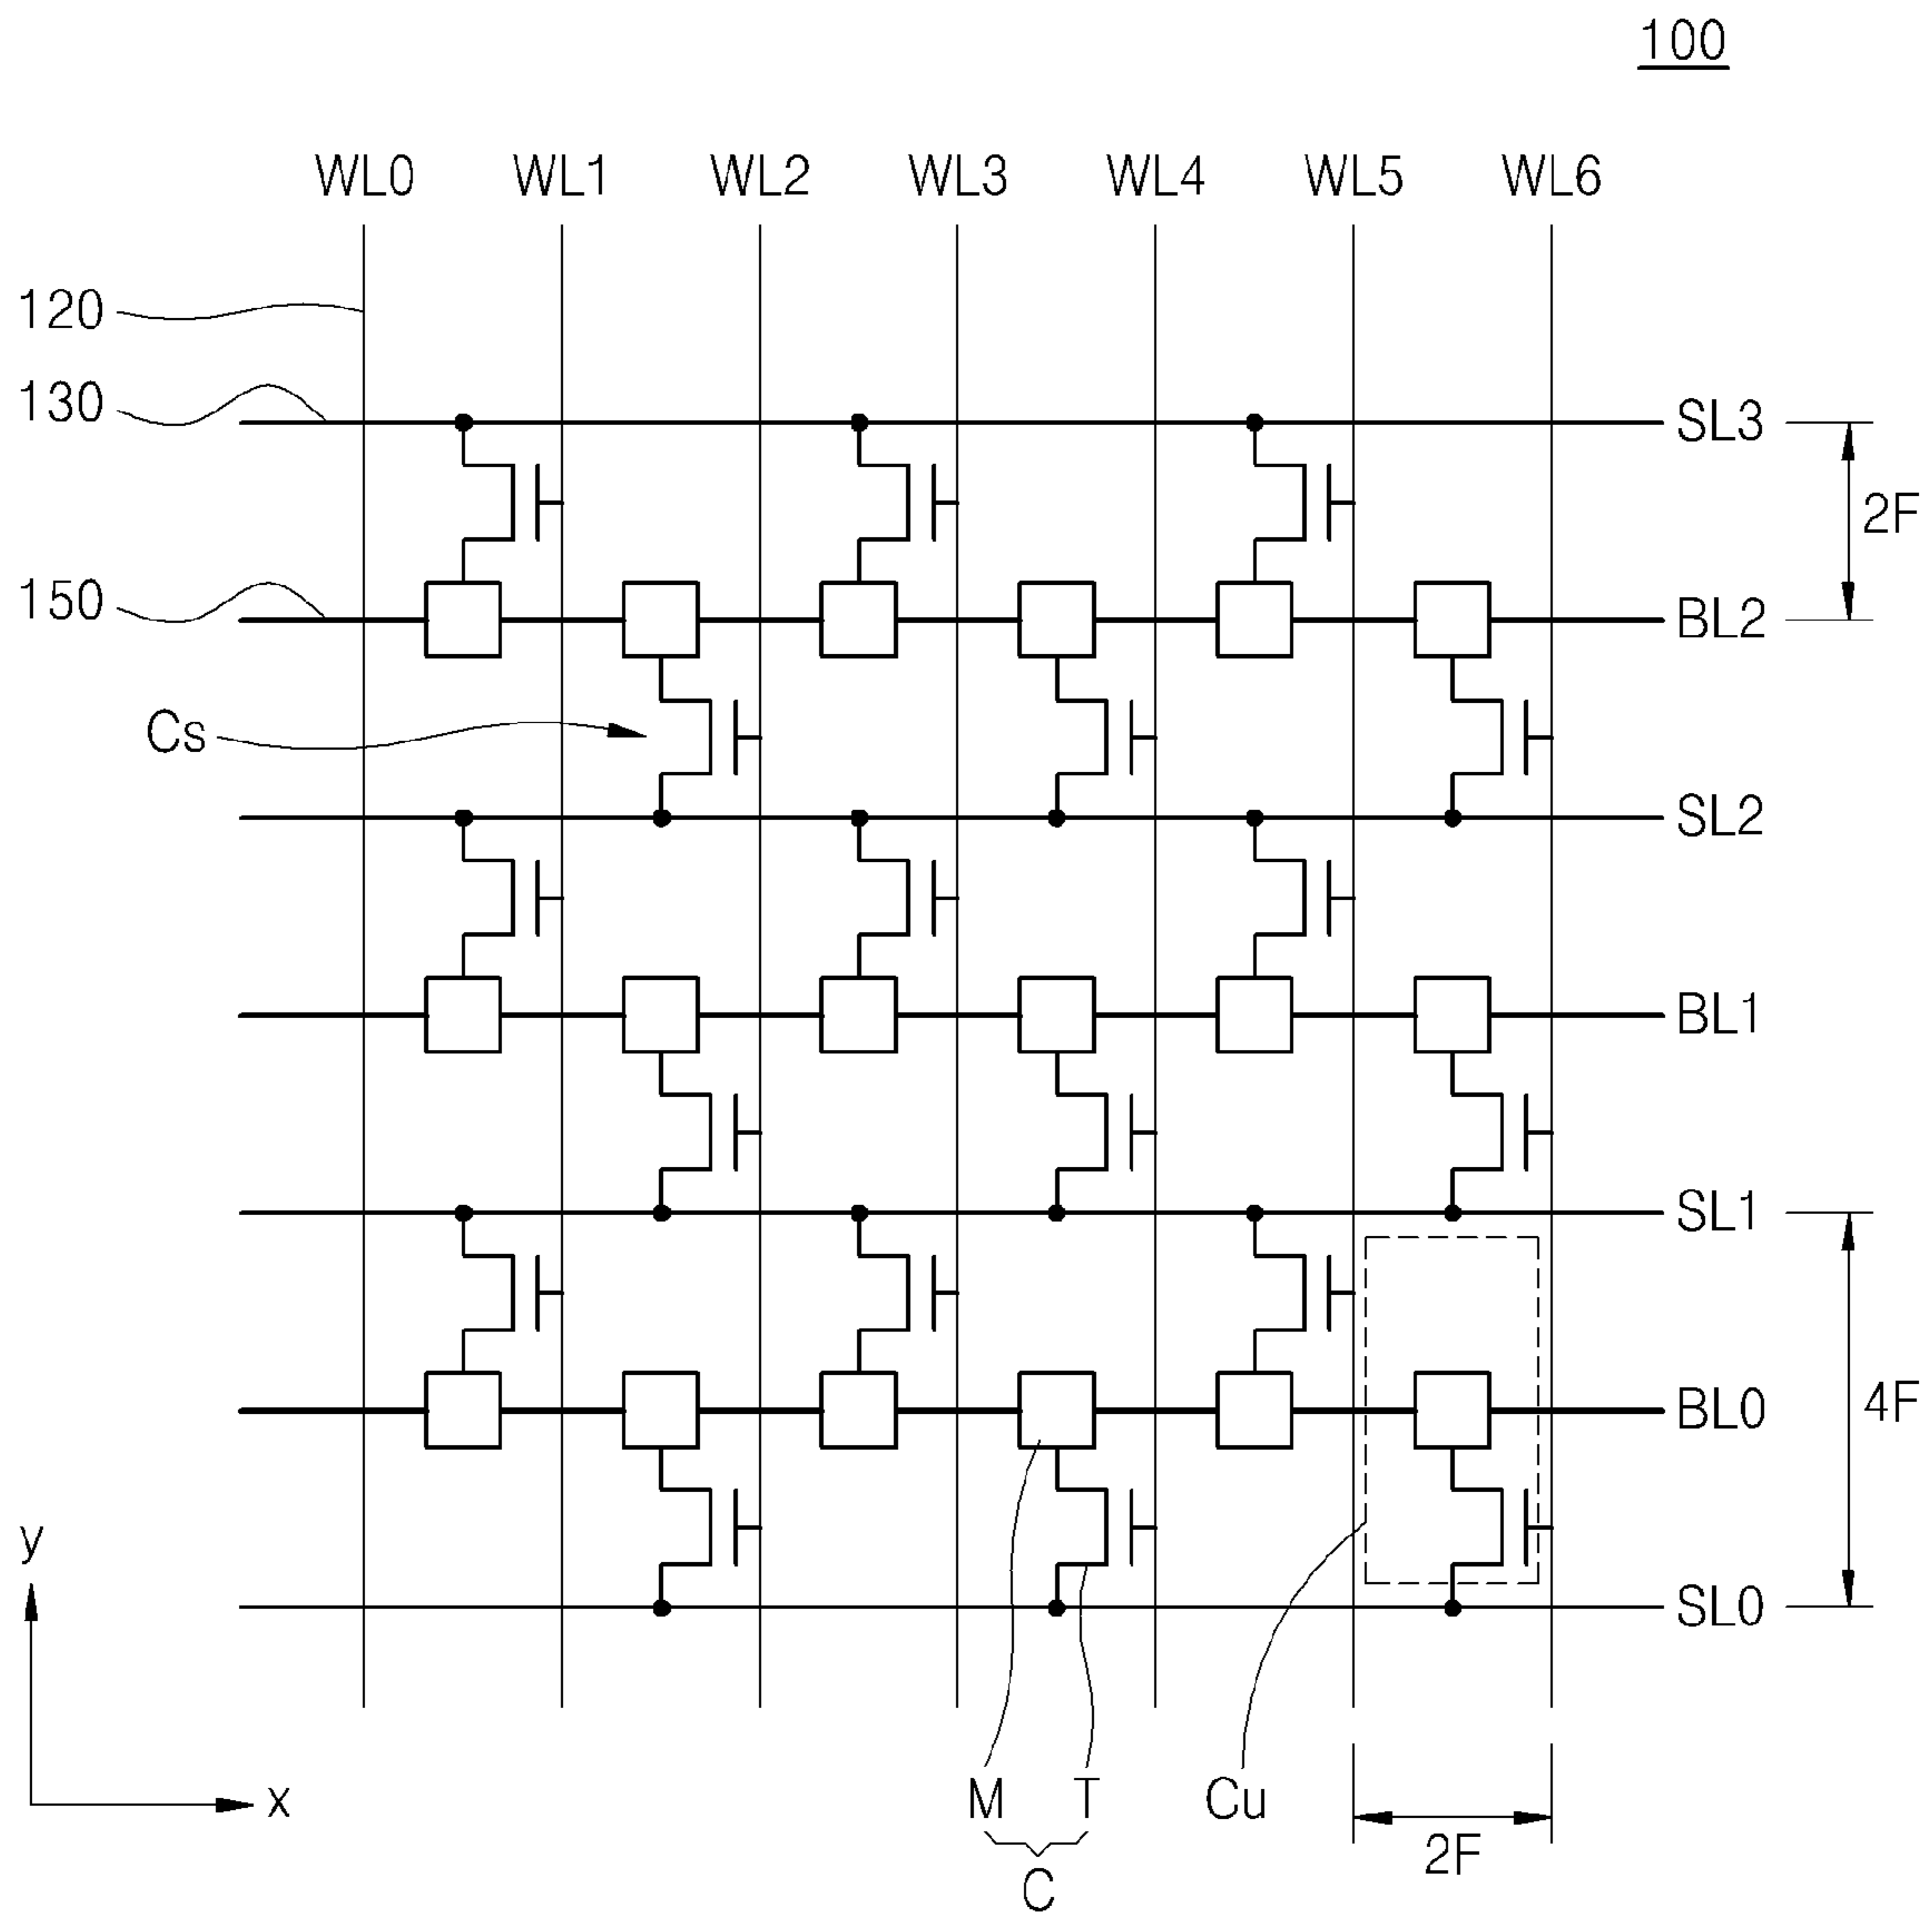 100
WL0 WL1 WL2 WL3 WL4 WL5 WL6
120
130
SL3
2F
150
BL2
Cs
SL2
BL1
SL1
4F
BL0
y
SL0
x
M T Cu
2F
C